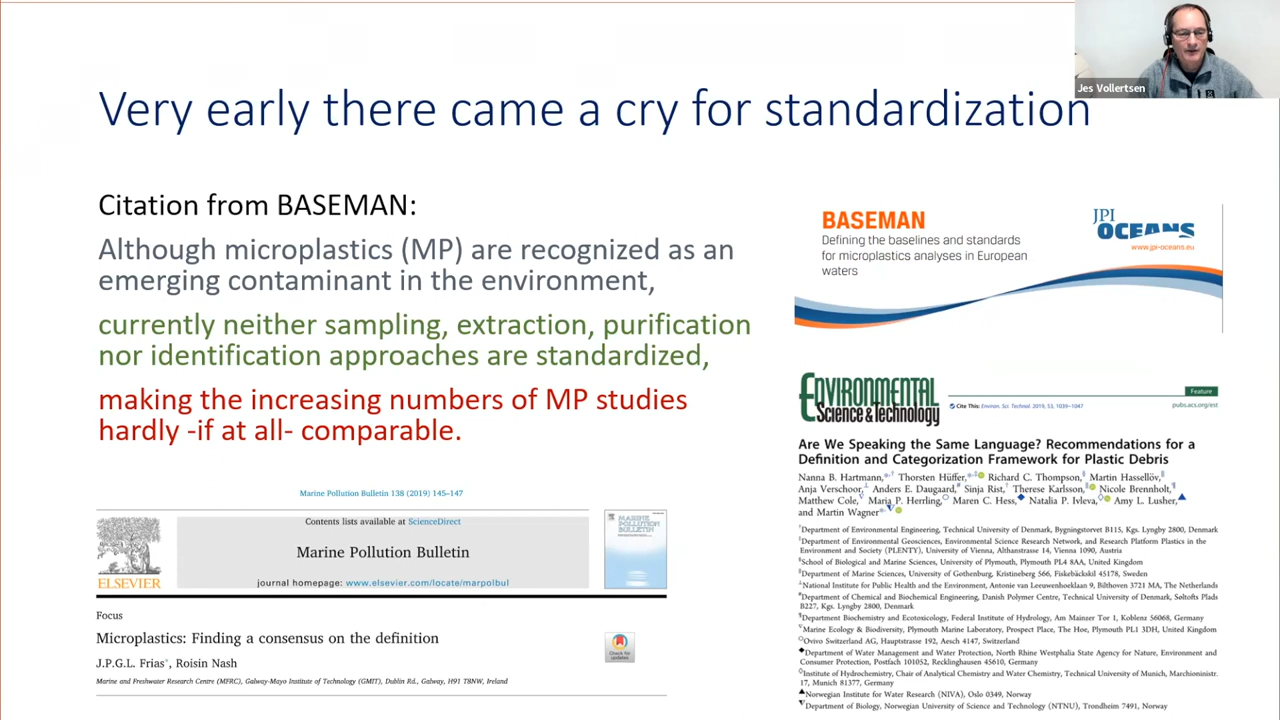 Jes Vollertsen
Very early there came a cry for standardization
Citation from BASEMAN:
Although microplastics (MP) are recognized as an
emerging contaminant in the environment,
currently neither sampling, extraction, purification
nor identification approaches are standardized,
making the increasing numbers of MP studies
hardly -if at all- comparable.
Marine Pollution Bulletin 138 (2019) 145–147
Contents lists available at ScienceDirect
Marine Pollution Bulletin
journal homepage: www.elsevier.com/locate/marpolbul
ELSEVIER
MARINE
POLLUTION
BULLETIN
Focus
Microplastics: Finding a consensus on the definition
Check for
updates
J.P.G.L. Frias*, Roisin Nash
Marine and Freshwater Research Centre (MFRC), Galway-Mayo Institute of Technology (GMIT), Dublin Rd., Galway, H91 T8NW, Ireland
BASEMAN
Defining the baselines and standards
for microplastics analyses in European
waters
JPI
OCEANS
www.jpi-oceans.eu
ENVIRONMENTAL
Science & Technology
Feature
Cite This: Environ. Sci. Technol. 2019, 53, 1039−1047
pubs.acs.org/est
Are We Speaking the Same Language? Recommendations for a
Definition and Categorization Framework for Plastic Debris
Nanna B. Hartmann, Thorsten Hüffer, Richard C. Thompson, Martin Hassellöv,
Anja Verschoor, Anders E. Daugaard, Sinja Rist, Therese Karlsson, Nicole Brennholt,
Matthew Cole, Maria P. Herrling, Maren C. Hess, Natalia P. Ivleva, Amy L. Lusher,
and Martin Wagner
†Department of Environmental Engineering, Technical University of Denmark, Bygningstorvet B115, Kgs. Lyngby 2800, Denmark
‡Department of Environmental Geosciences, Environmental Science Research Network, and Research Platform Plastics in the
Environment and Society (PLENTY), University of Vienna, Althanstrasse 14, Vienna 1090, Austria
§School of Biological and Marine Sciences, University of Plymouth, Plymouth PL4 8AA, United Kingdom
∥Department of Marine Sciences, University of Gothenburg, Kristineberg 566, Fiskebäckskil 45178, Sweden
⊥National Institute for Public Health and the Environment, Antonie van Leeuwenhoeklaan 9, Bilthoven 3721 MA, The Netherlands
#Department of Chemical and Biochemical Engineering, Danish Polymer Centre, Technical University of Denmark, Søltofts Plads
B227, Kgs. Lyngby 2800, Denmark
¶Department Biochemistry and Ecotoxicology, Federal Institute of Hydrology, Am Mainzer Tor 1, Koblenz 56068, Germany
▽Marine Ecology & Biodiversity, Plymouth Marine Laboratory, Prospect Place, The Hoe, Plymouth PL1 3DH, United Kingdom
○Ovivo Switzerland AG, Hauptstrasse 192, Aesch 4147, Switzerland
◆Department of Water Management and Water Protection, North Rhine Westphalia State Agency for Nature, Environment and
Consumer Protection, Postfach 101052, Recklinghausen 45610, Germany
◊Institute of Hydrochemistry, Chair of Analytical Chemistry and Water Chemistry, Technical University of Munich, Marchioninistr.
17, Munich 81377, Germany
▲Norwegian Institute for Water Research (NIVA), Oslo 0349, Norway
Department of Biology, Norwegian University of Science and Technology (NTNU), Trondheim 7491, Norway